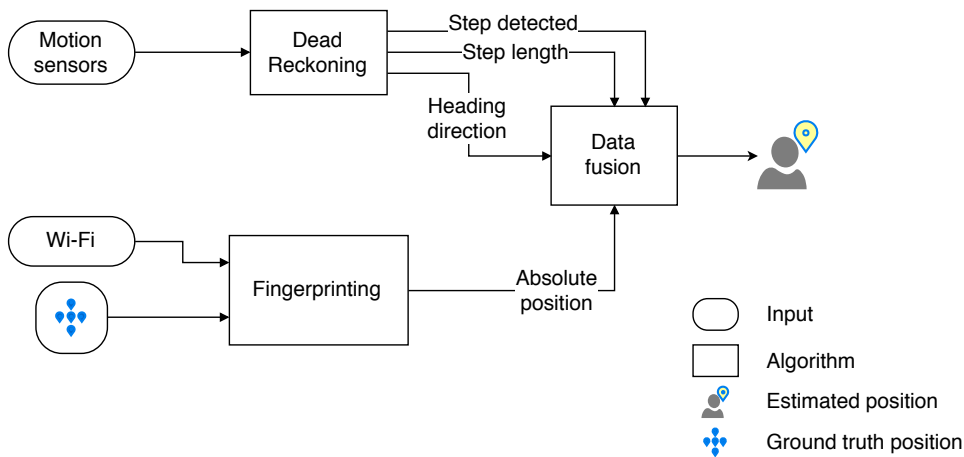 Motion
sensors
Dead
Reckoning
Step detected
Step length
Heading
direction
Data
fusion
Wi-Fi
Fingerprinting
Absolute
position
Input
Algorithm
Estimated position
Ground truth position